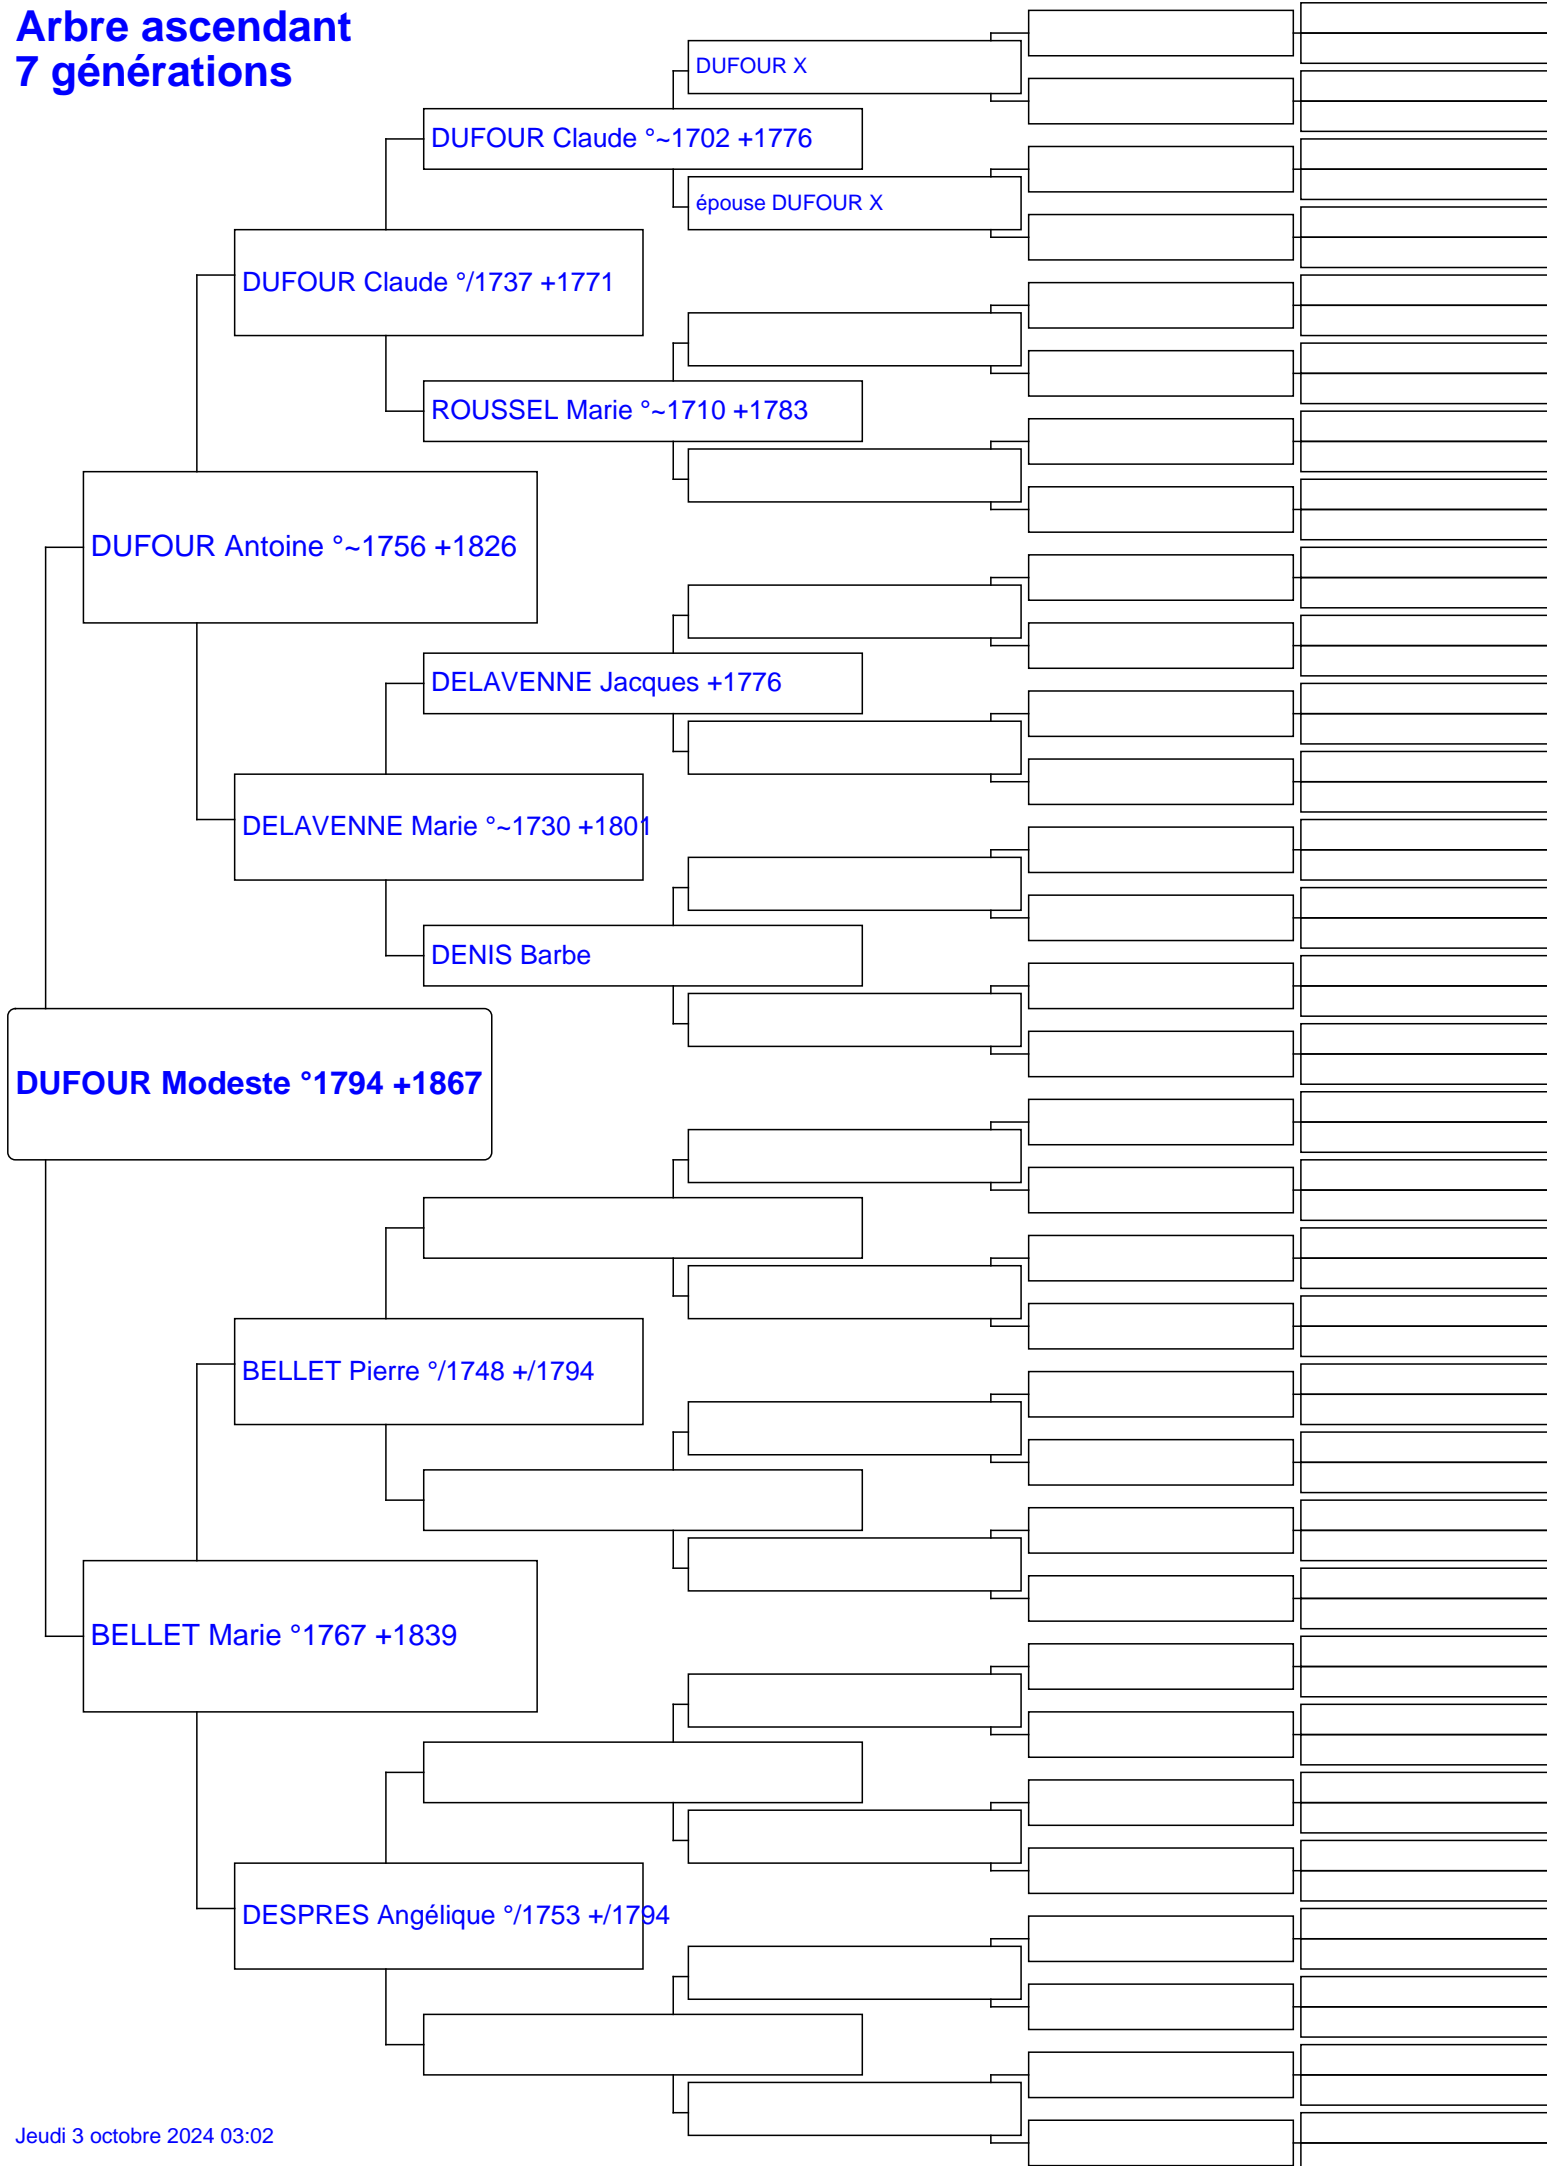 Arbre ascendant
7 générations
DUFOUR X
DUFOUR Claude °~1702 +1776
épouse DUFOUR X
DUFOUR Claude °/1737 +1771
ROUSSEL Marie °~1710 +1783
DUFOUR Antoine °~1756 +1826
DELAVENNE Jacques +1776
DELAVENNE Marie °~1730 +1801
DENIS Barbe
DUFOUR Modeste °1794 +1867
BELLET Pierre °/1748 +/1794
BELLET Marie °1767 +1839
DESPRES Angélique °/1753 +/1794
Jeudi 3 octobre 2024 03:02